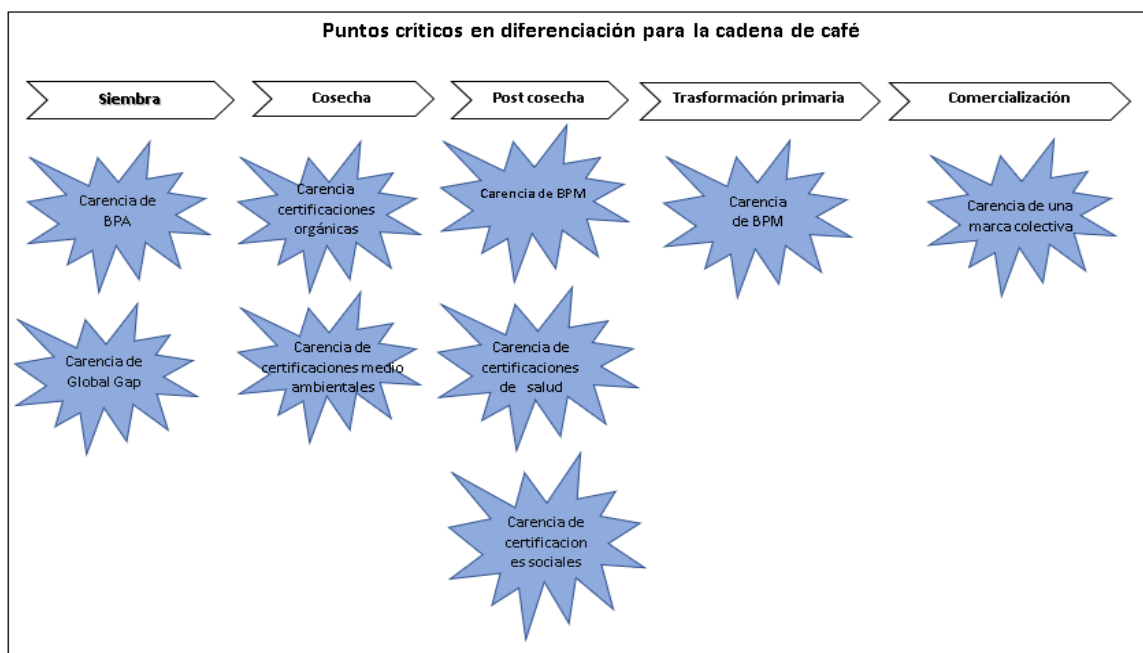 Puntos críticos en diferenciación para la cadena de café
Siembra
Cosecha
Post cosecha
Trasformación primaria
Comercialización
Carencia de
BPA
Carencia
certificaciones
orgánicas
Carencia de BPM
Carencia
de BPM
Carencia de una
marca colectiva
Carencia de
Global Gap
Carencia de
certificaciones medio
ambientales
Carencia de
certificaciones
de salud
Carencia de
certificacion
es sociales